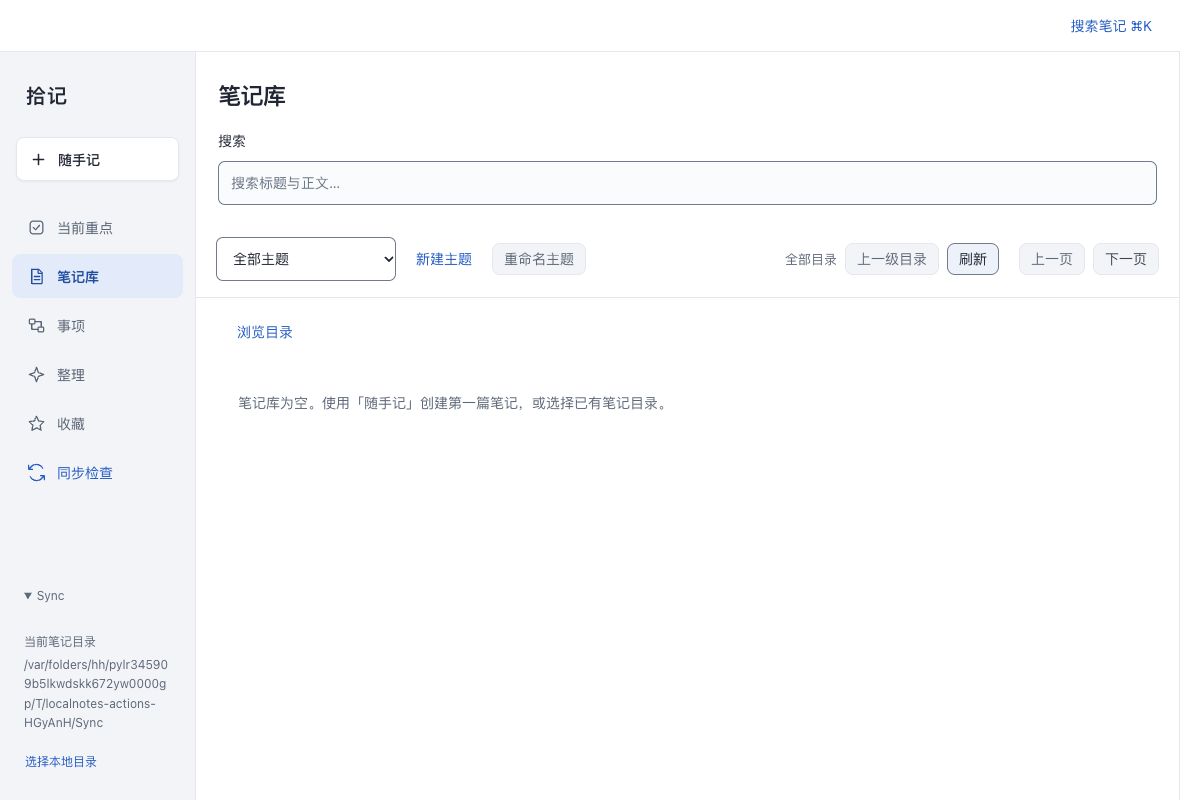 搜索笔记 ⌘K
拾记
随手记
当前重点
笔记库
事项
整理
收藏
同步检查
Sync
当前笔记目录
/var/folders/hh/pylr34590
9b5lkwdskk672yw0000g
p/T/localnotes-actions-
HGyAnH/Sync
选择本地目录
笔记库
搜索
搜索标题与正文...
全部主题 新建主题 重命名主题 全部目录 上一级目录 刷新 上一页 下一页
浏览目录
笔记库为空。使用「随手记」创建第一篇笔记，或选择已有笔记目录。